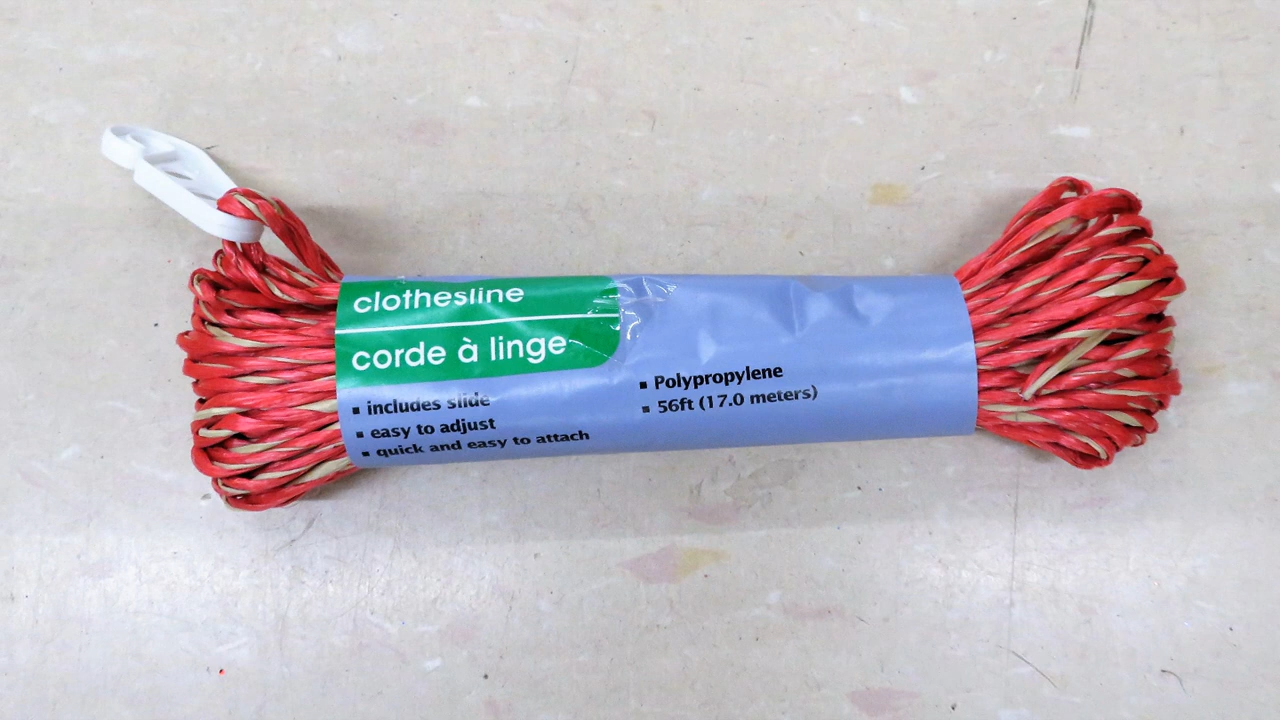 clothesline
corde à linge
▪ includes slide
▪ easy to adjust
▪ quick and easy to attach
▪ Polypropylene
▪ 56ft (17.0 meters)